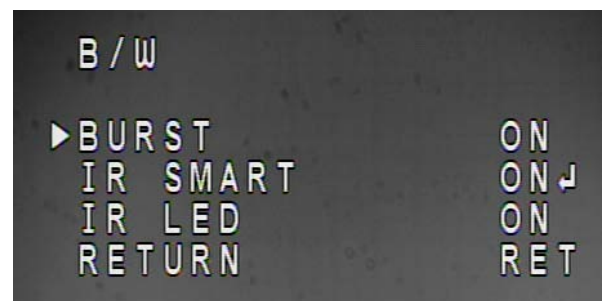 B/W
▶BURST ON
IR SMART ON↲
IR LED ON
RETURN RET